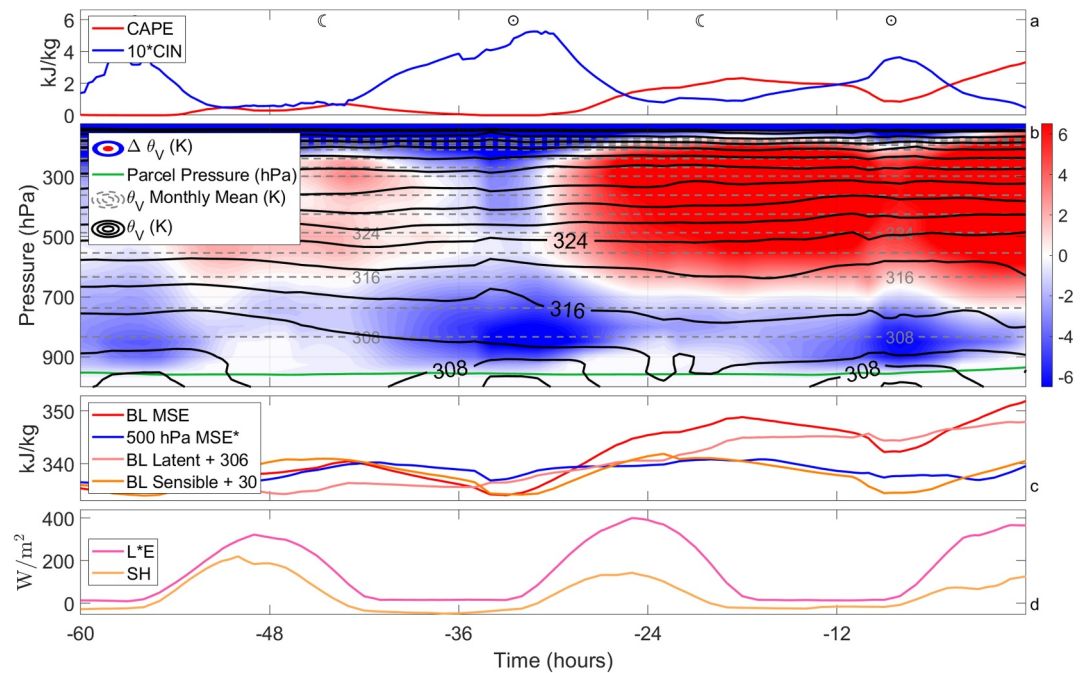 6
4
2
0
kJ/kg
☾
⊙
☾
⊙
a
CAPE
10*CIN
Δ θV (K)
Parcel Pressure (hPa)
θV Monthly Mean (K)
θV (K)
b
300
500
700
900
Pressure (hPa)
324
324
324
316
316
316
308
308
308
308
6
4
2
0
-2
-4
-6
350
340
kJ/kg
BL MSE
500 hPa MSE*
BL Latent + 306
BL Sensible + 30
c
400
200
0
W/m²
L*E
SH
d
-60
-48
-36
-24
-12
Time (hours)